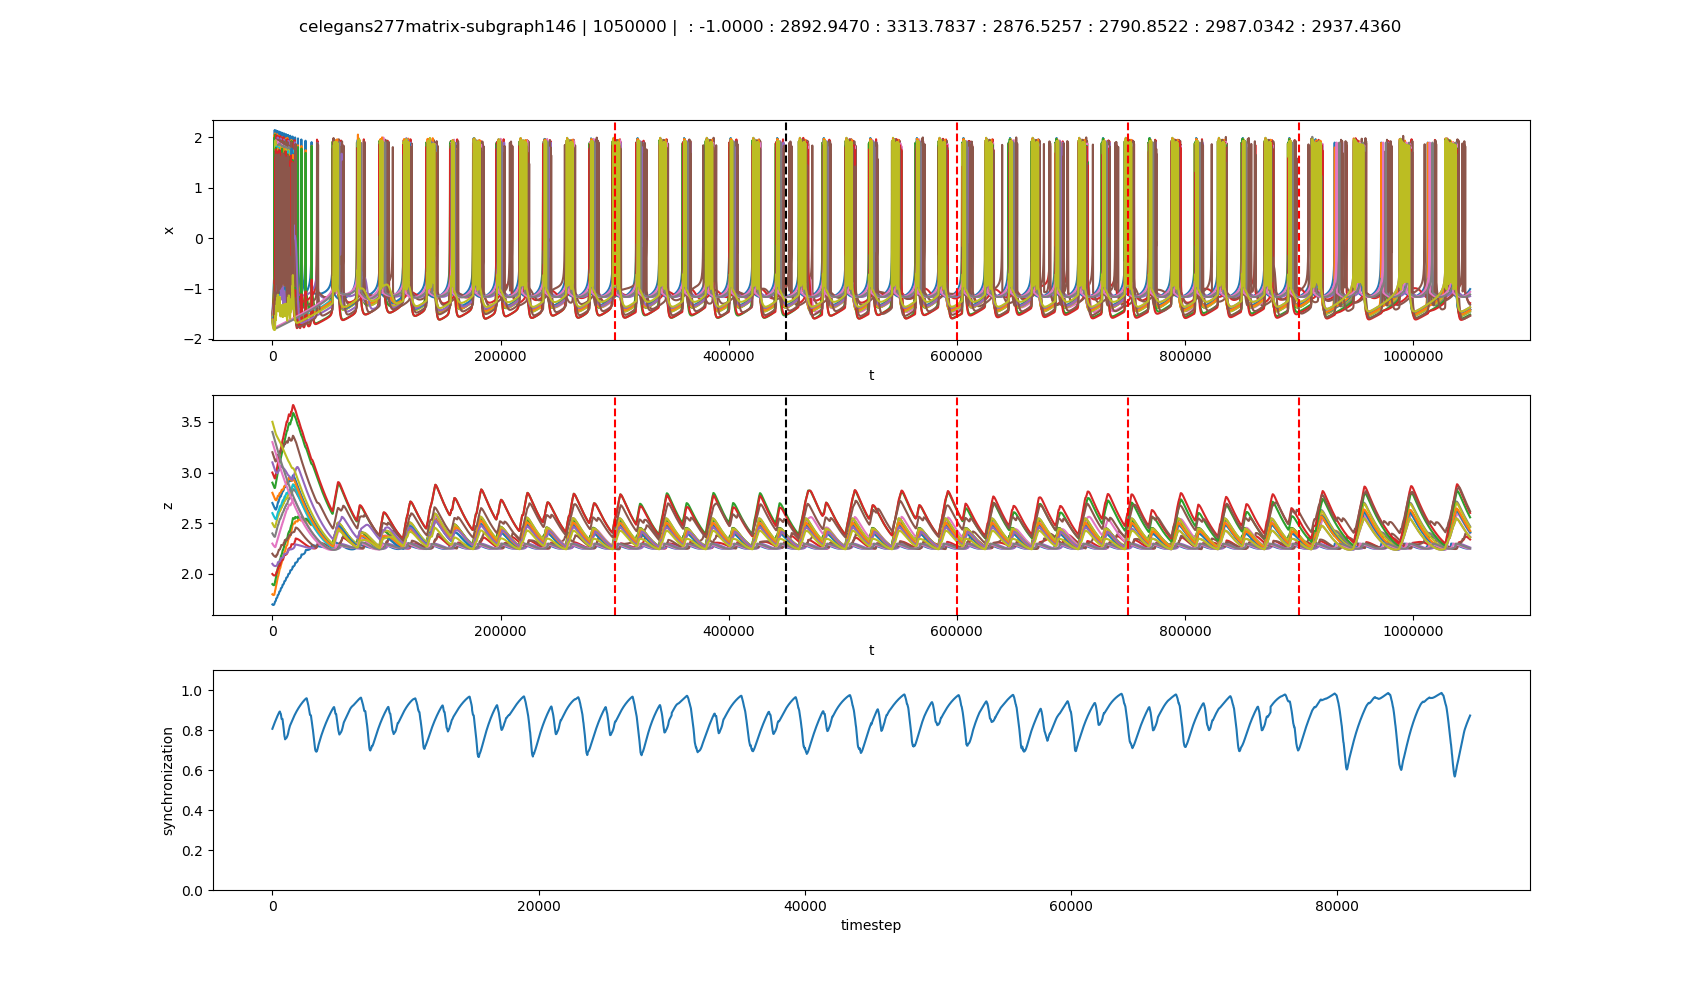 celegans277matrix-subgraph146 | 1050000 |  : -1.0000 : 2892.9470 : 3313.7837 : 2876.5257 : 2790.8522 : 2987.0342 : 2937.4360
2
1
0
−1
−2
x
0 200000 400000 600000 800000 1000000
t
3.5
3.0
2.5
2.0
z
0 200000 400000 600000 800000 1000000
t
1.0
0.8
0.6
0.4
0.2
0.0
synchronization
0 20000 40000 60000 80000
timestep